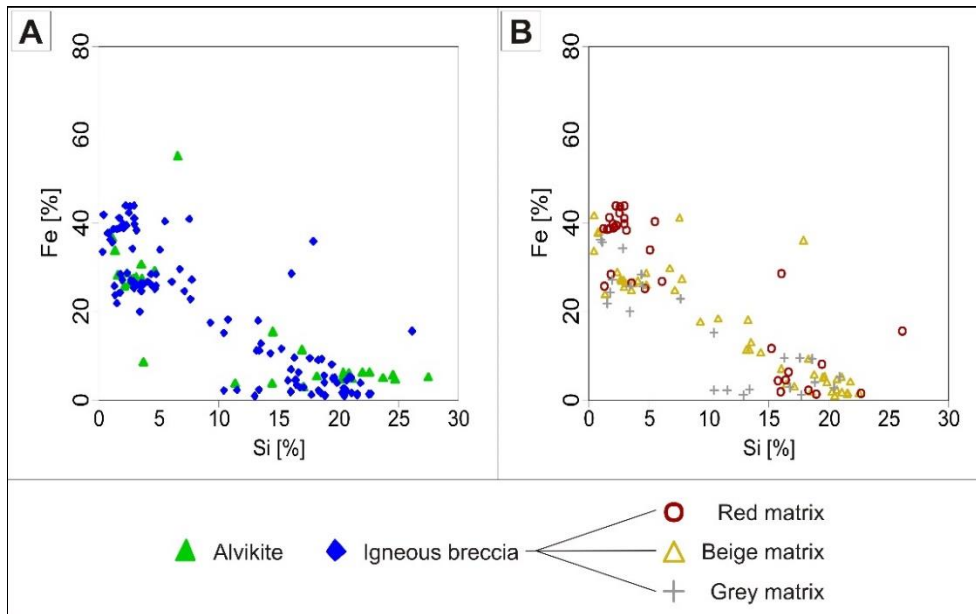 A
80
60
40
20
0
Fe [%]
0 5 10 15 20 25 30
Si [%]
B
80
60
40
20
0
Fe [%]
0 5 10 15 20 25 30
Si [%]
Alvikite
Igneous breccia
Red matrix
Beige matrix
Grey matrix